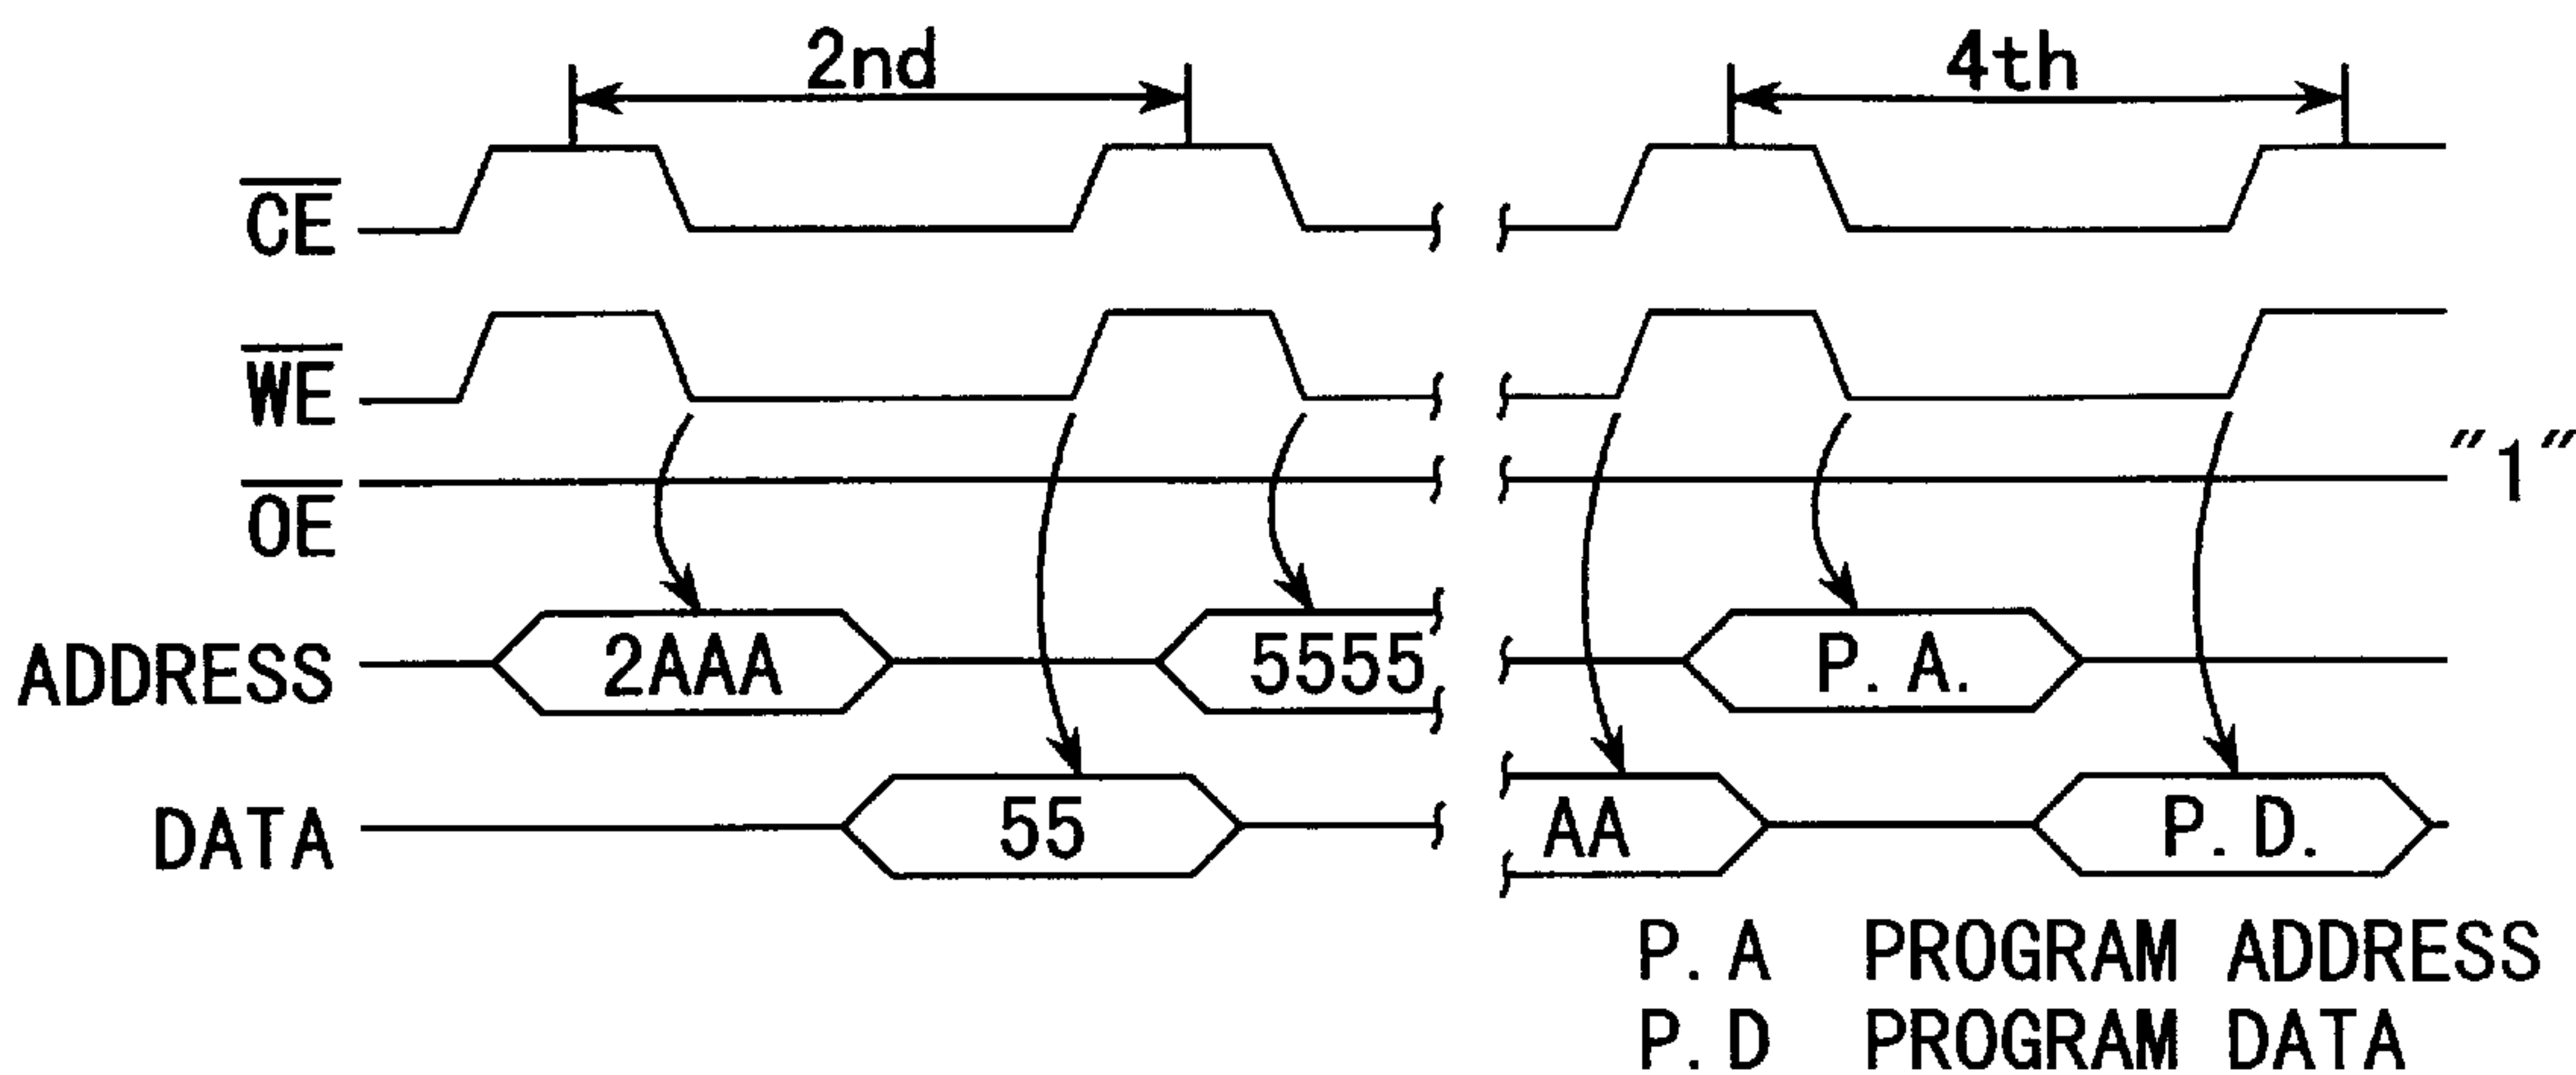 2nd 4th
CE
WE
"1"
OE
ADDRESS 2AAA 5555 P.A.
DATA 55 AA P.D.
P.A PROGRAM ADDRESS
P.D PROGRAM DATA